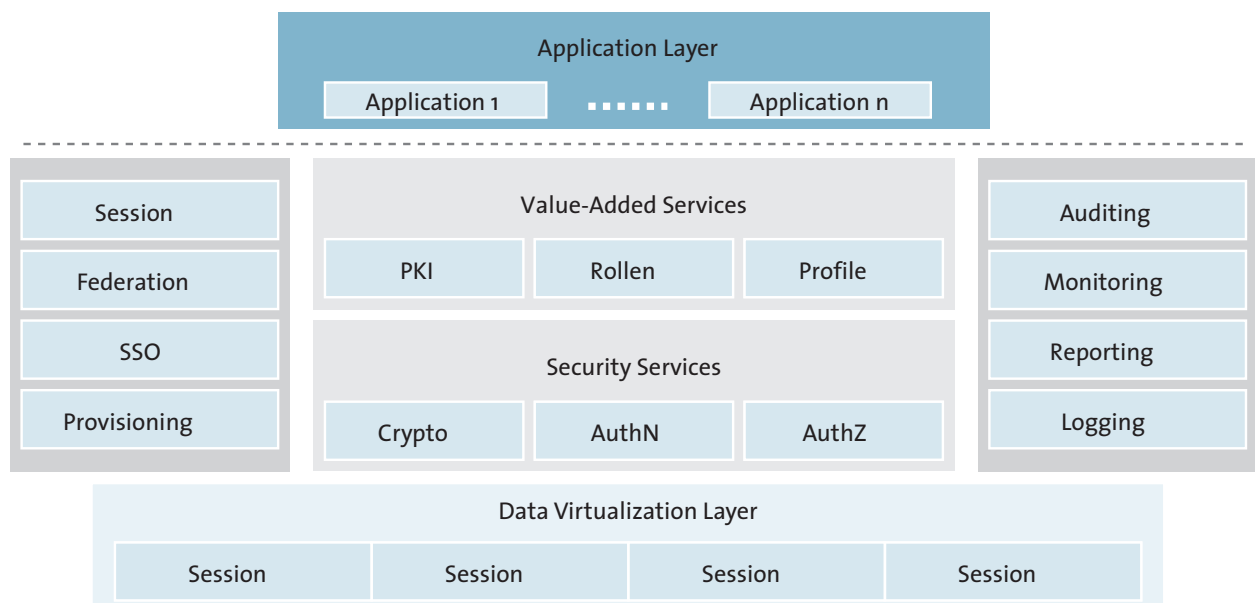 Application Layer
Application 1 ...... Application n
Session
Federation
SSO
Provisioning
Value-Added Services
PKI Rollen Profile
Security Services
Crypto AuthN AuthZ
Auditing
Monitoring
Reporting
Logging
Data Virtualization Layer
Session Session Session Session